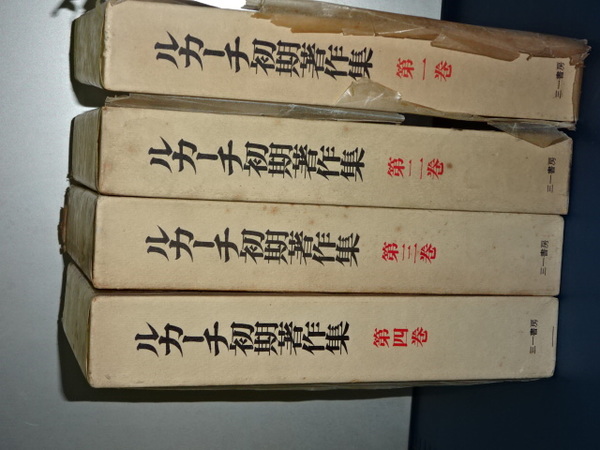 ルカーチ初期著作集 第一巻 三一書房
ルカーチ初期著作集 第二巻 三一書房
ルカーチ初期著作集 第三巻 三一書房
ルカーチ初期著作集 第四巻 三一書房